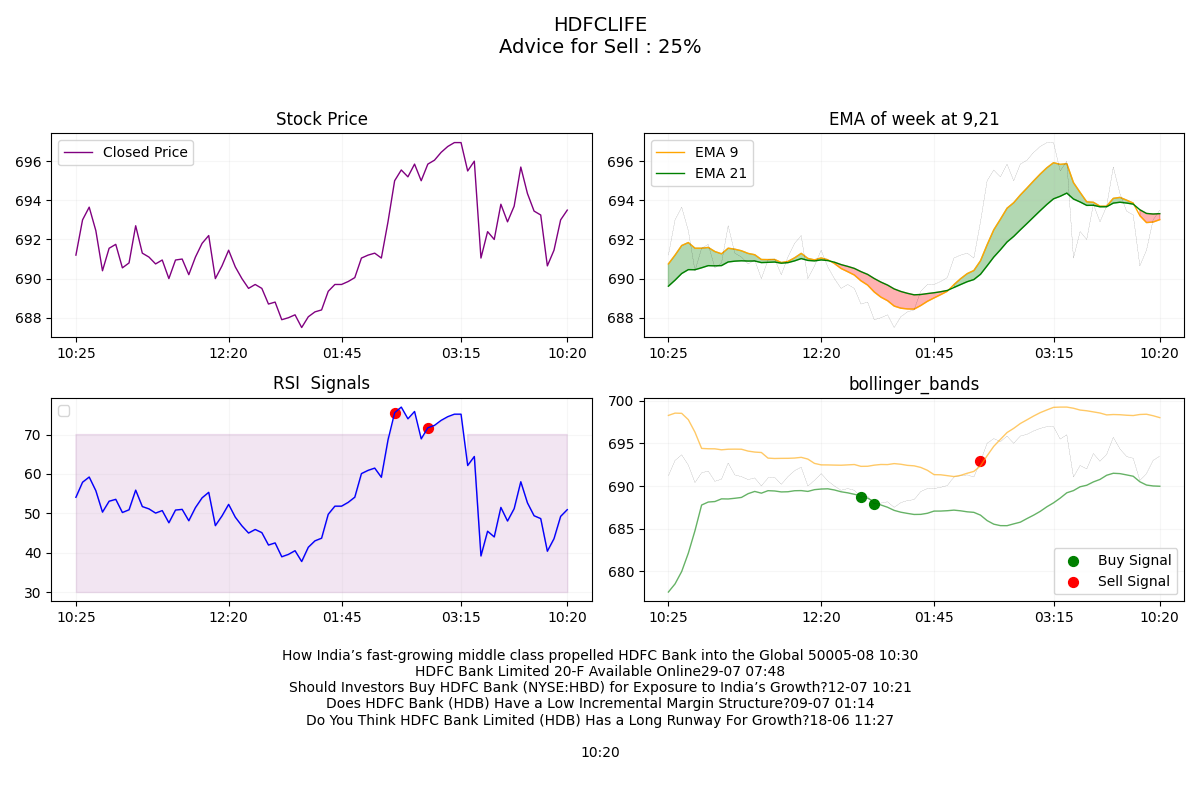 HDFCLIFE
Advice for Sell : 25%
Stock Price
Closed Price
696
694
692
690
688
10:25
12:20
01:45
03:15
10:20
EMA of week at 9,21
EMA 9
EMA 21
696
694
692
690
688
10:25
12:20
01:45
03:15
10:20
RSI  Signals
70
60
50
40
30
10:25
12:20
01:45
03:15
10:20
bollinger_bands
700
695
690
685
680
Buy Signal
Sell Signal
10:25
12:20
01:45
03:15
10:20
How India’s fast-growing middle class propelled HDFC Bank into the Global 50005-08 10:30
HDFC Bank Limited 20-F Available Online29-07 07:48
Should Investors Buy HDFC Bank (NYSE:HBD) for Exposure to India’s Growth?12-07 10:21
Does HDFC Bank (HDB) Have a Low Incremental Margin Structure?09-07 01:14
Do You Think HDFC Bank Limited (HDB) Has a Long Runway For Growth?18-06 11:27
10:20